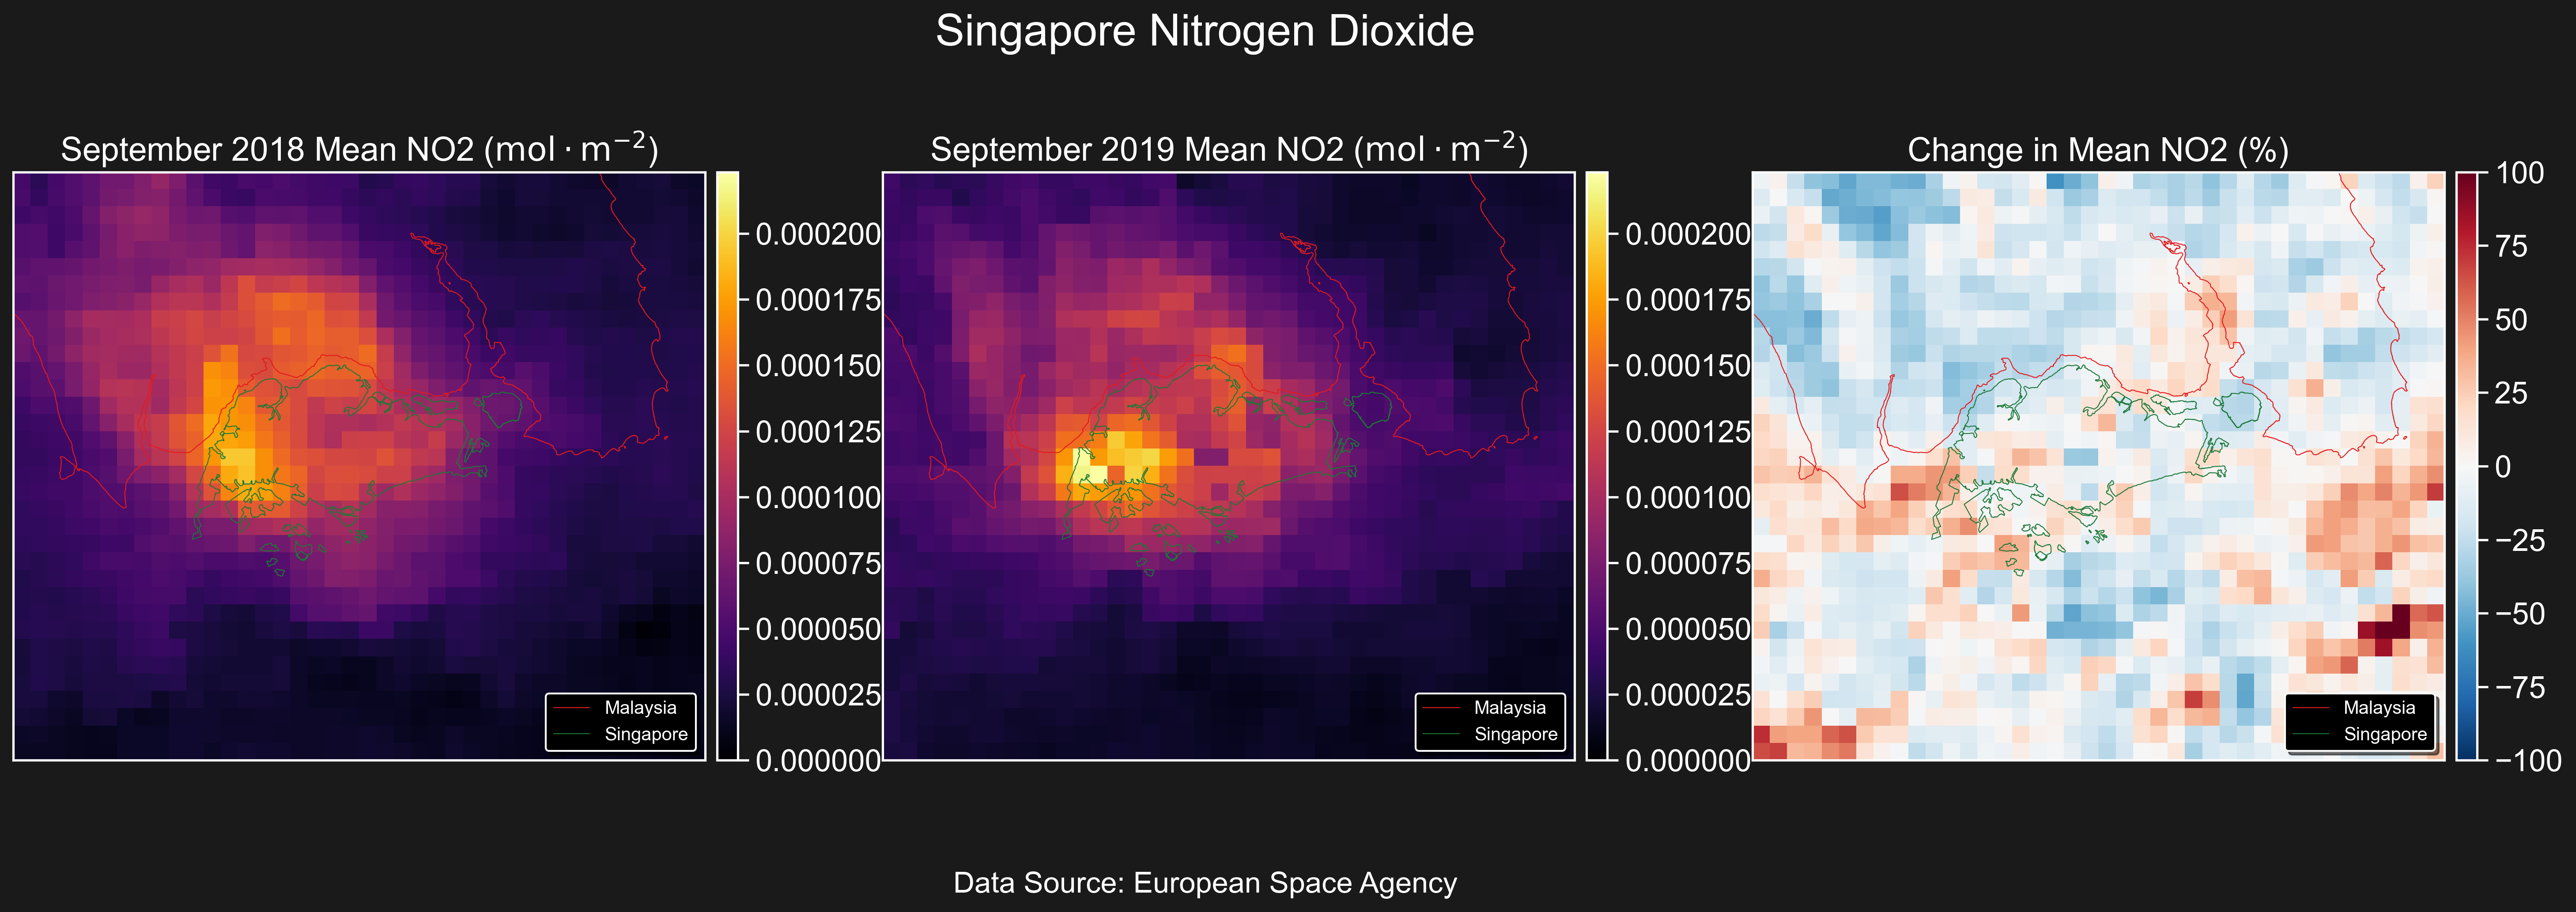 Singapore Nitrogen Dioxide
September 2018 Mean NO2 (mol · m⁻²)
0.000200
0.000175
0.000150
0.000125
0.000100
0.000075
0.000050
0.000025
0.000000
Malaysia
Singapore
September 2019 Mean NO2 (mol · m⁻²)
0.000200
0.000175
0.000150
0.000125
0.000100
0.000075
0.000050
0.000025
0.000000
Malaysia
Singapore
Change in Mean NO2 (%)
100
75
50
25
0
−25
−50
−75
−100
Malaysia
Singapore
Data Source: European Space Agency